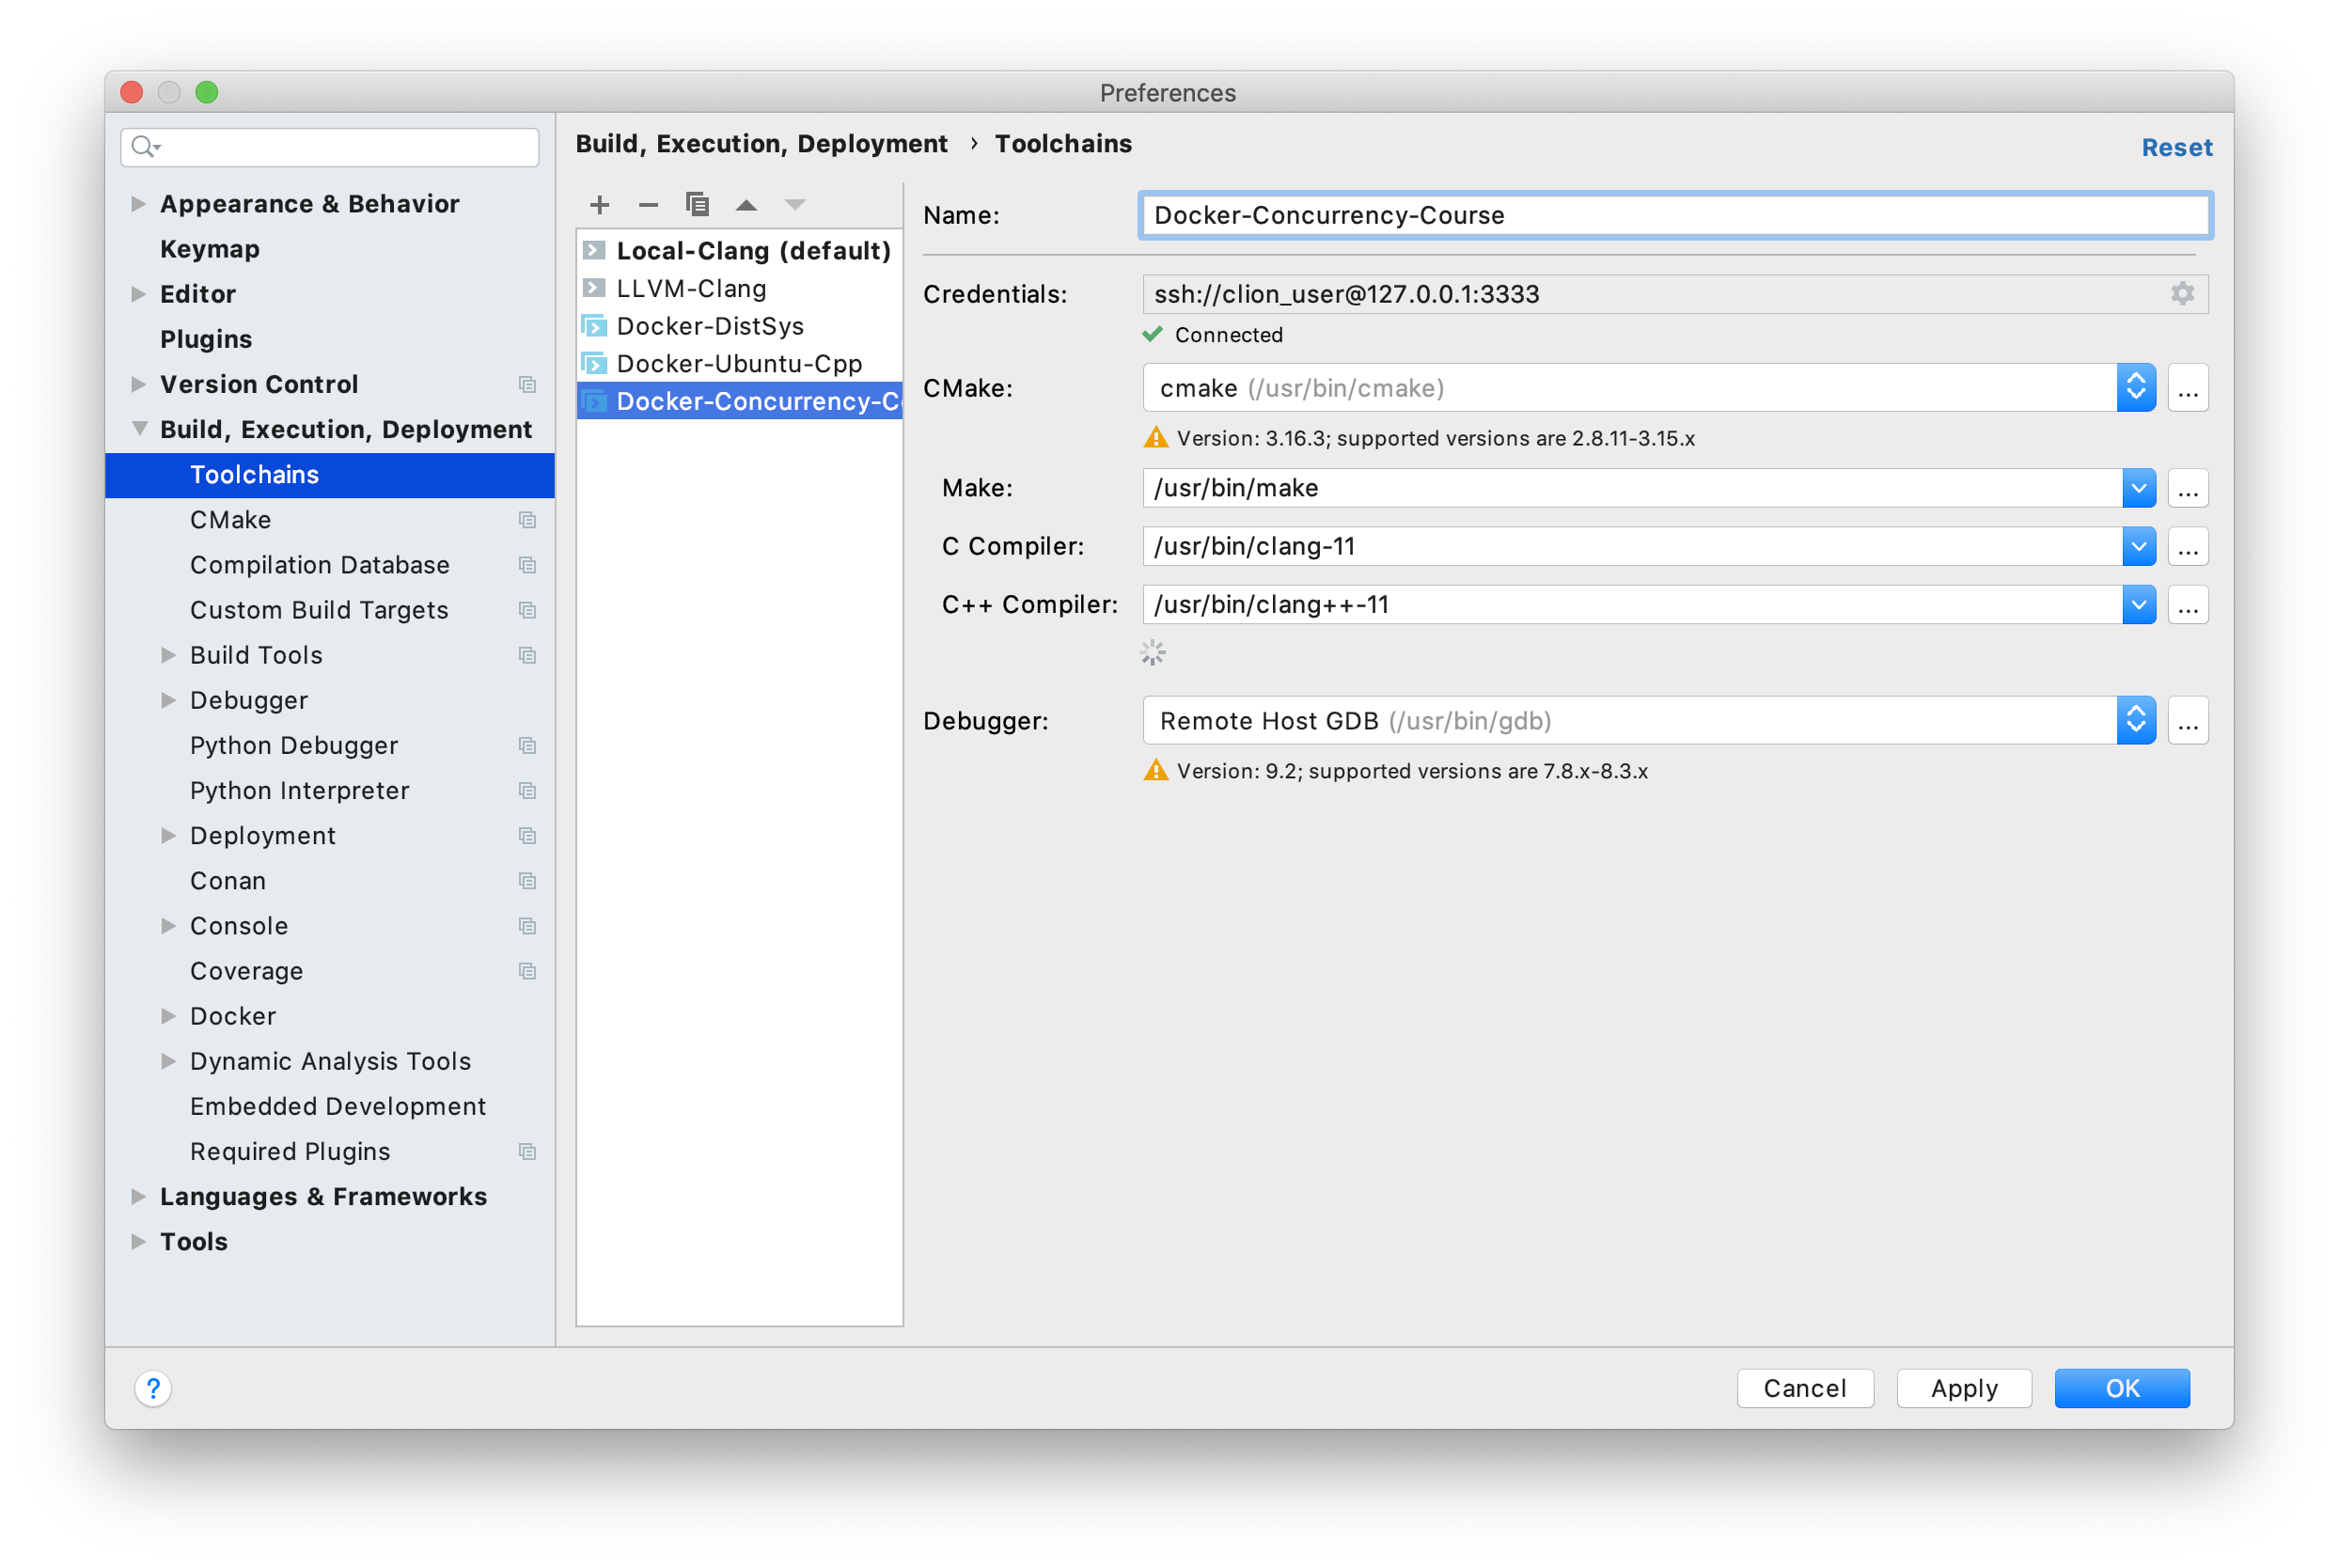 Preferences
Build, Execution, Deployment › Toolchains
Reset
Appearance & Behavior
Keymap
Editor
Plugins
Version Control
Build, Execution, Deployment
Toolchains
CMake
Compilation Database
Custom Build Targets
Build Tools
Debugger
Python Debugger
Python Interpreter
Deployment
Conan
Console
Coverage
Docker
Dynamic Analysis Tools
Embedded Development
Required Plugins
Languages & Frameworks
Tools
Local-Clang (default)
LLVM-Clang
Docker-DistSys
Docker-Ubuntu-Cpp
Docker-Concurrency-Co
Name: Docker-Concurrency-Course
Credentials: ssh://clion_user@127.0.0.1:3333
Connected
CMake: cmake (/usr/bin/cmake) ...
Version: 3.16.3; supported versions are 2.8.11-3.15.x
Make: /usr/bin/make ...
C Compiler: /usr/bin/clang-11 ...
C++ Compiler: /usr/bin/clang++-11 ...
Debugger: Remote Host GDB (/usr/bin/gdb) ...
Version: 9.2; supported versions are 7.8.x-8.3.x
? Cancel Apply OK